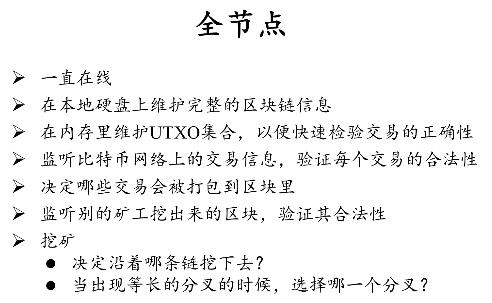 全节点
➢ 一直在线
➢ 在本地硬盘上维护完整的区块链信息
➢ 在内存里维护UTXO集合，以便快速检验交易的正确性
➢ 监听比特币网络上的交易信息，验证每个交易的合法性
➢ 决定哪些交易会被打包到区块里
➢ 监听别的矿工挖出来的区块，验证其合法性
➢ 挖矿
● 决定沿着哪条链挖下去？
● 当出现等长的分叉的时候，选择哪一个分叉？